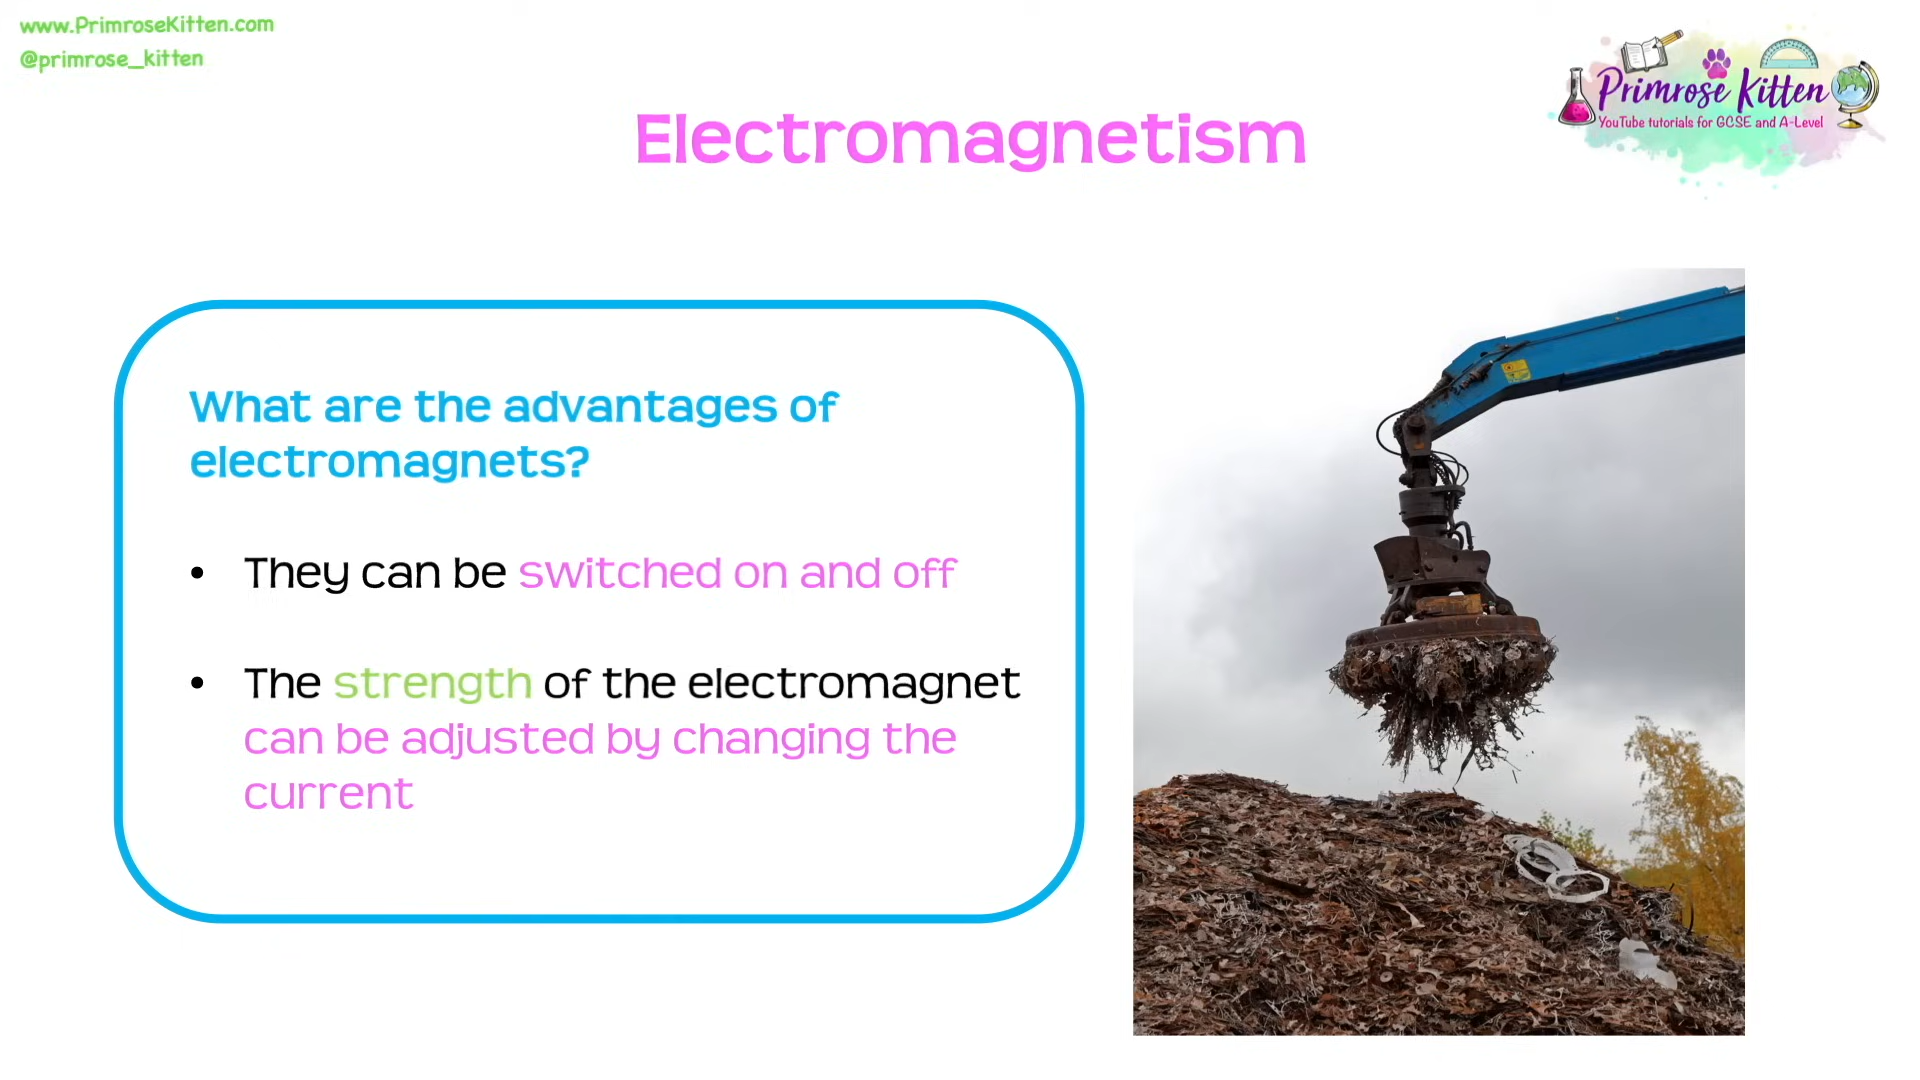 www.PrimroseKitten.com
@primrose_kitten
Primrose Kitten
YouTube tutorials for GCSE and A-Level
Electromagnetism
What are the advantages of
electromagnets?
• They can be switched on and off
• The strength of the electromagnet
can be adjusted by changing the
current